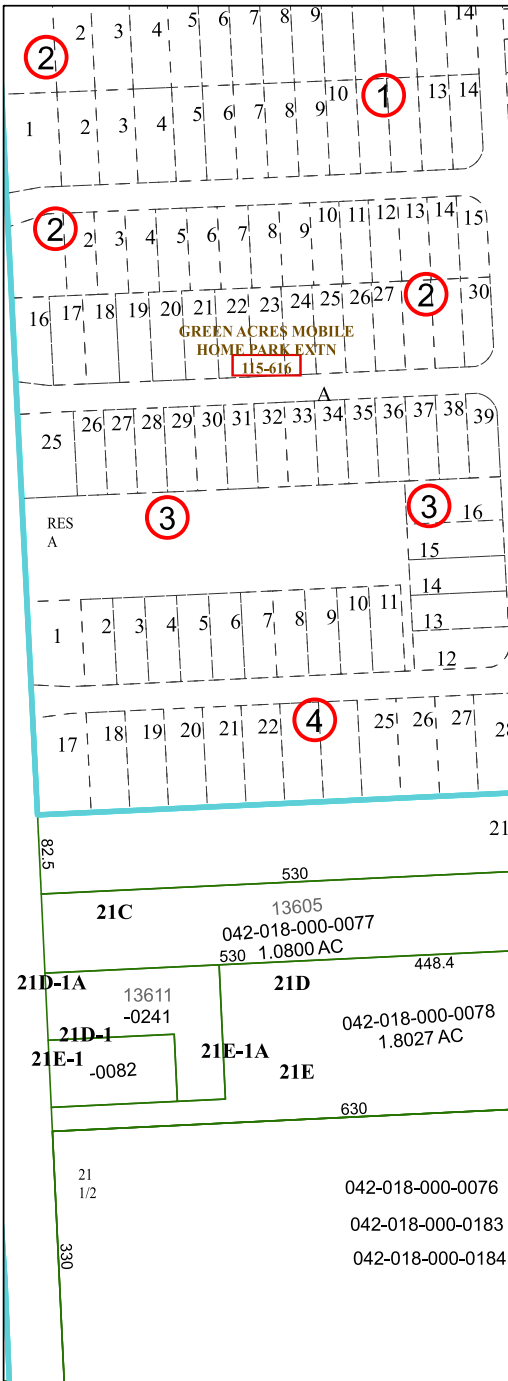 2 3 4 5 6 7 8 9 14
2
1 2 3 4 5 6 7 8 9 10 1 13 14
2 2 3 4 5 6 7 8 9 10 11 12 13 14 15
16 17 18 19 20 21 22 23 24 25 26 27 2 30
GREEN ACRES MOBILE
HOME PARK EXTN
115-616
A
25 26 27 28 29 30 31 32 33 34 35 36 37 38 39
RES
A
3
3
16
15
14
13
12
1 2 3 4 5 6 7 8 9 10 11
17 18 19 20 21 22 4 25 26 27
21
82.5
530
21C
13605
042-018-000-0077
530 1.0800 AC
448.4
21D-1A
21D
13611
-0241
042-018-000-0078
1.8027 AC
21D-1
21E-1
21E-1A
-0082
21E
630
21
1/2
042-018-000-0076
042-018-000-0183
042-018-000-0184
330